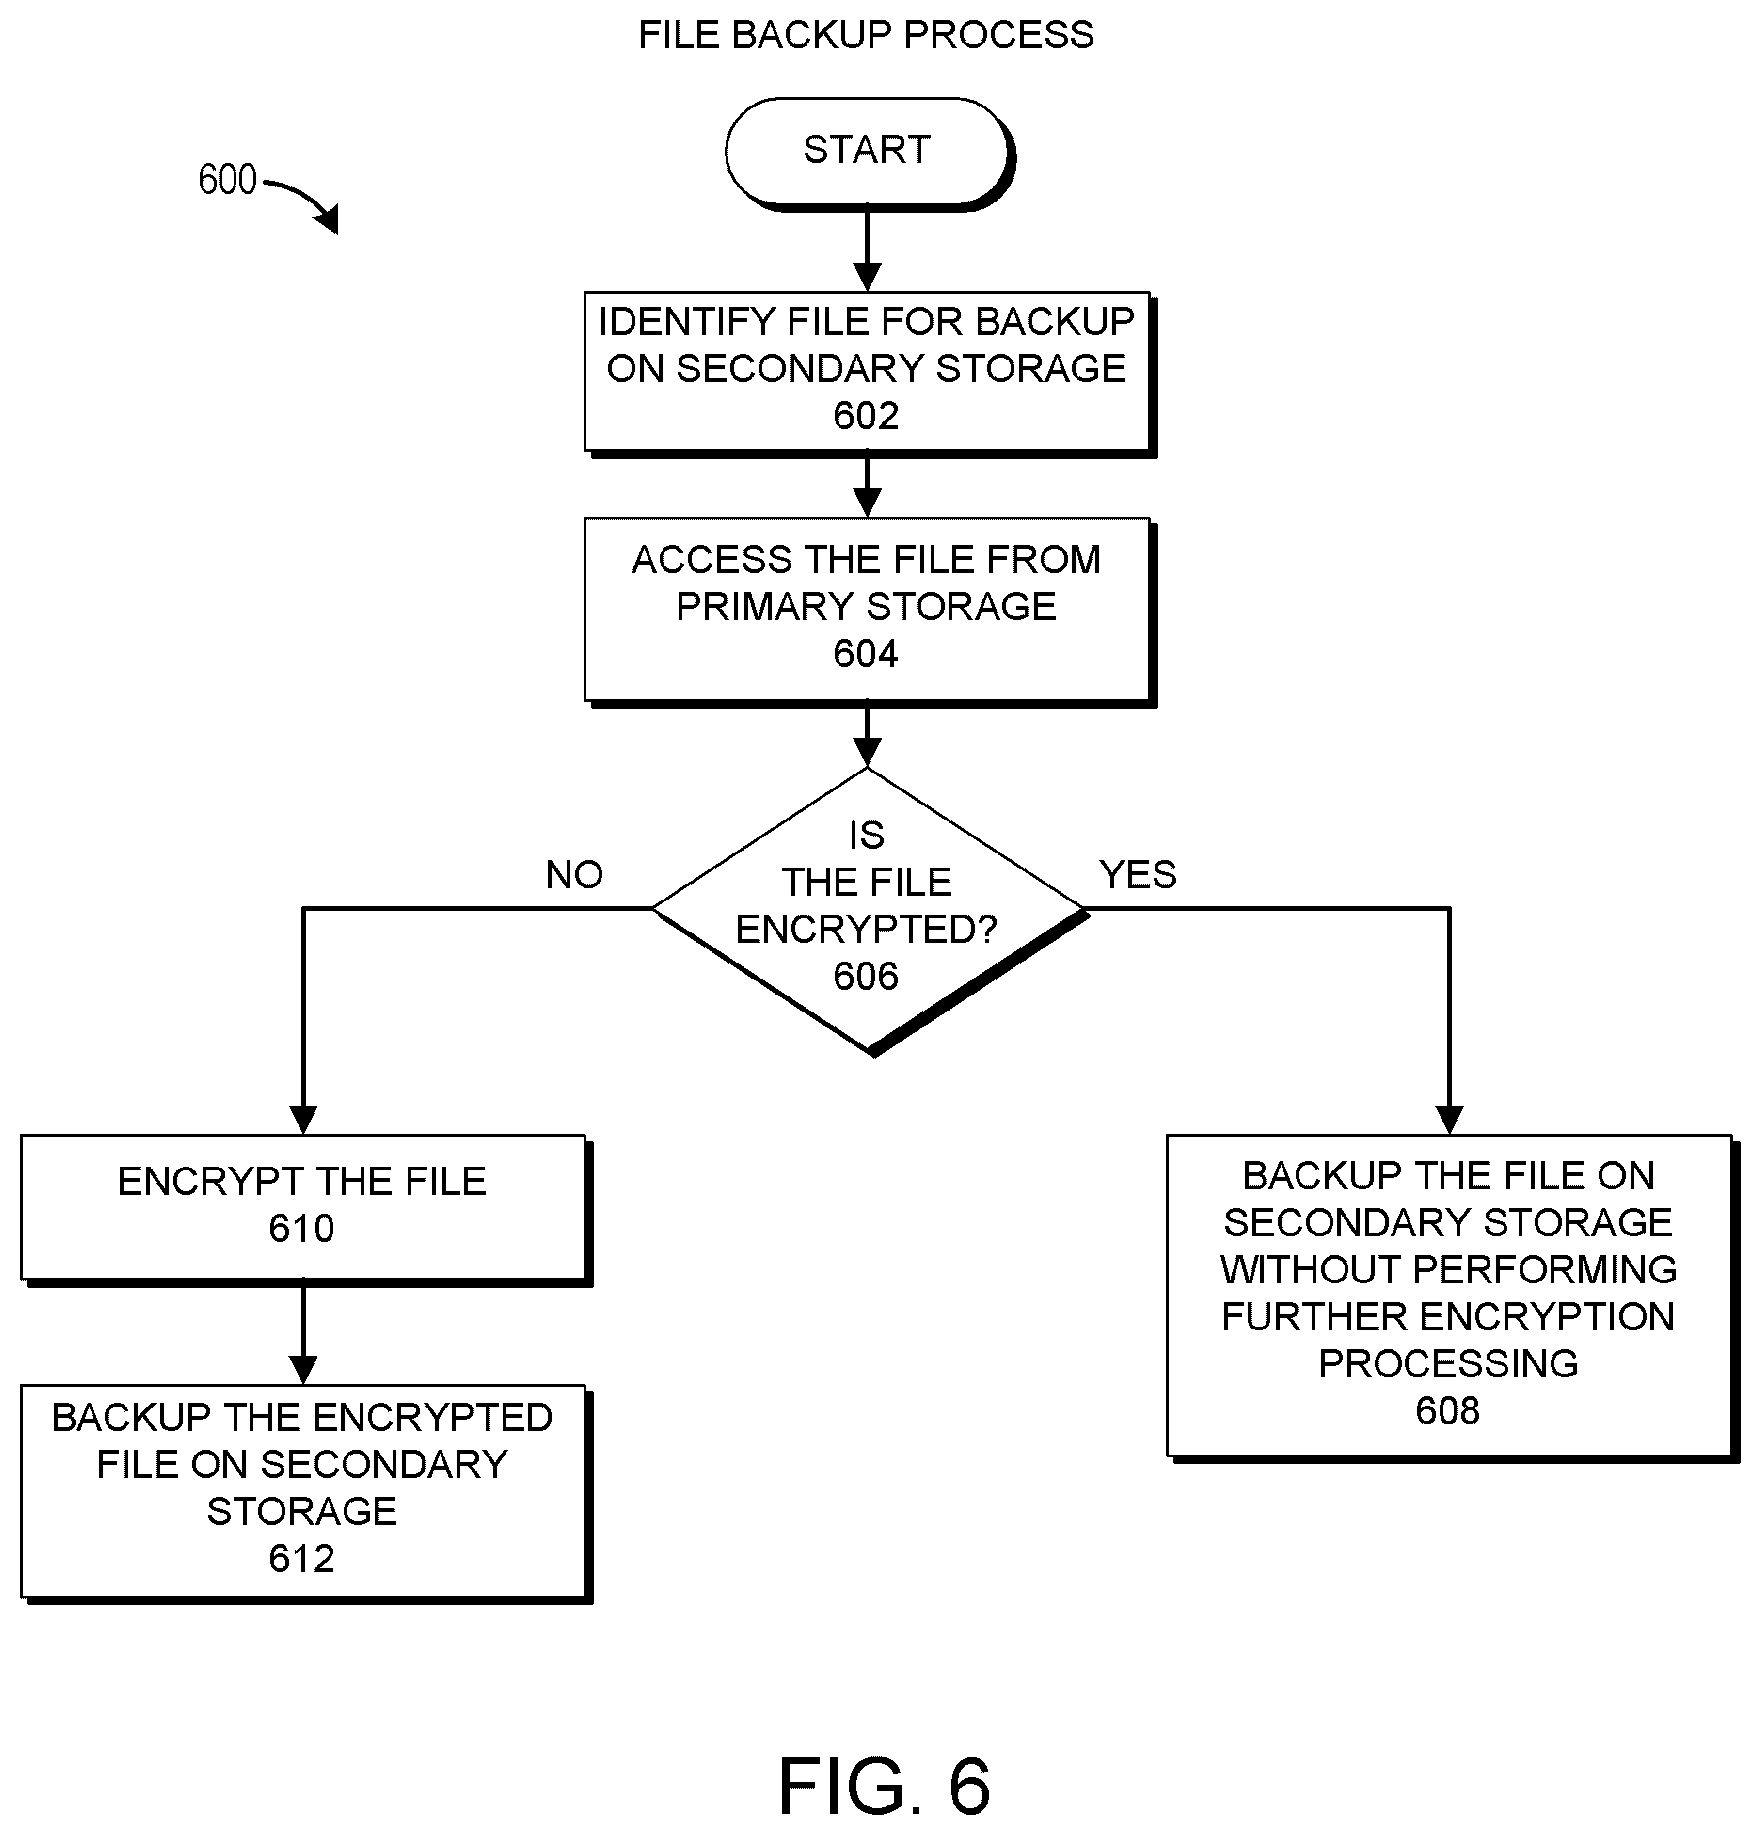 FILE BACKUP PROCESS
START
600
IDENTIFY FILE FOR BACKUP
ON SECONDARY STORAGE
602
ACCESS THE FILE FROM
PRIMARY STORAGE
604
IS
THE FILE
ENCRYPTED?
606
NO
YES
ENCRYPT THE FILE
610
BACKUP THE ENCRYPTED
FILE ON SECONDARY
STORAGE
612
BACKUP THE FILE ON
SECONDARY STORAGE
WITHOUT PERFORMING
FURTHER ENCRYPTION
PROCESSING
608
FIG. 6